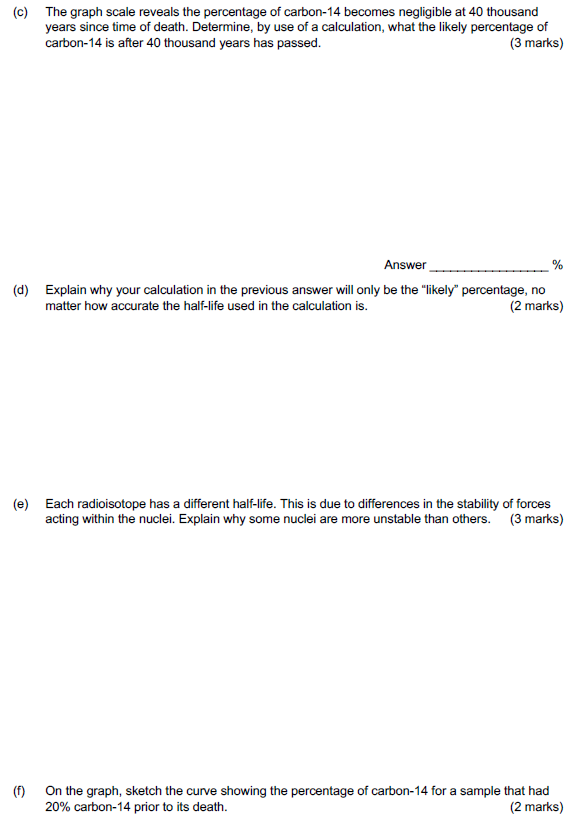 (c) The graph scale reveals the percentage of carbon-14 becomes negligible at 40 thousand
years since time of death. Determine, by use of a calculation, what the likely percentage of
carbon-14 is after 40 thousand years has passed. (3 marks)
Answer __________________ %
(d) Explain why your calculation in the previous answer will only be the “likely” percentage, no
matter how accurate the half-life used in the calculation is. (2 marks)
(e) Each radioisotope has a different half-life. This is due to differences in the stability of forces
acting within the nuclei. Explain why some nuclei are more unstable than others. (3 marks)
(f) On the graph, sketch the curve showing the percentage of carbon-14 for a sample that had
20% carbon-14 prior to its death. (2 marks)